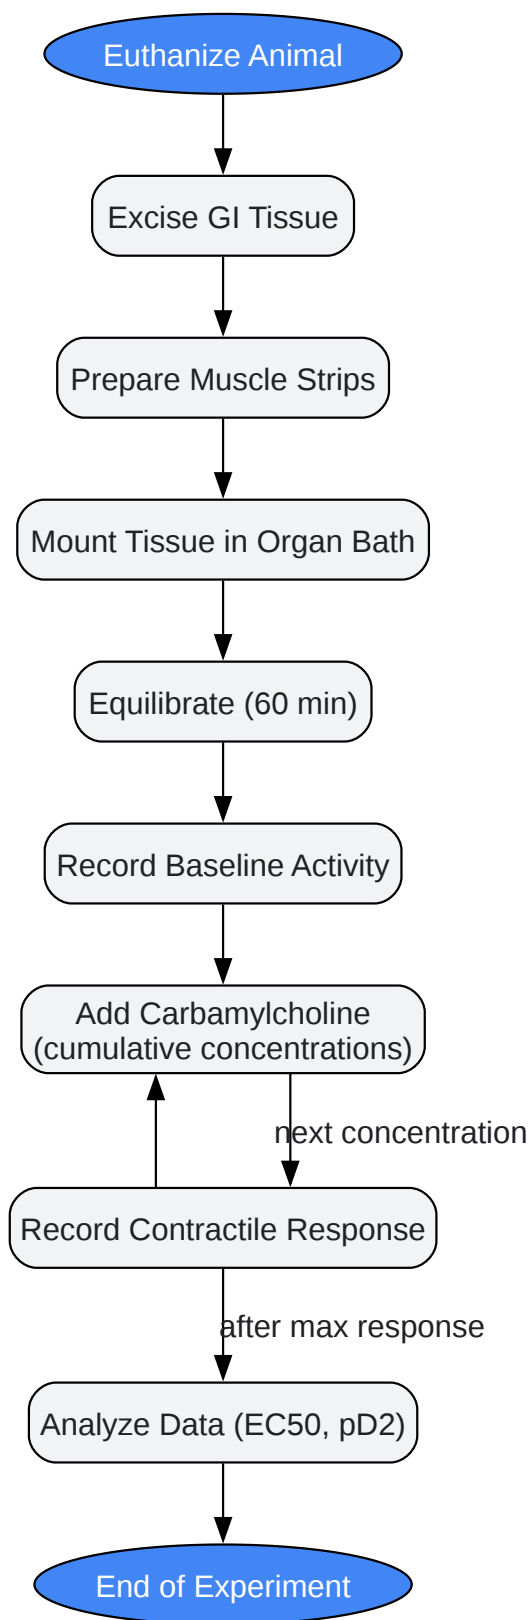 Euthanize Animal
Excise GI Tissue
Prepare Muscle Strips
Mount Tissue in Organ Bath
Equilibrate (60 min)
Record Baseline Activity
Add Carbamylcholine
(cumulative concentrations)
next concentration
Record Contractile Response
after max response
Analyze Data (EC50, pD2)
End of Experiment